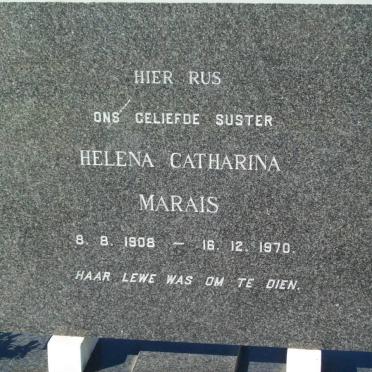 HIER RUS
ONS GELIEFDE SUSTER
HELENA CATHARINA
MARAIS
8. 8. 1908 — 16. 12. 1970.
HAAR LEWE WAS OM TE DIEN.